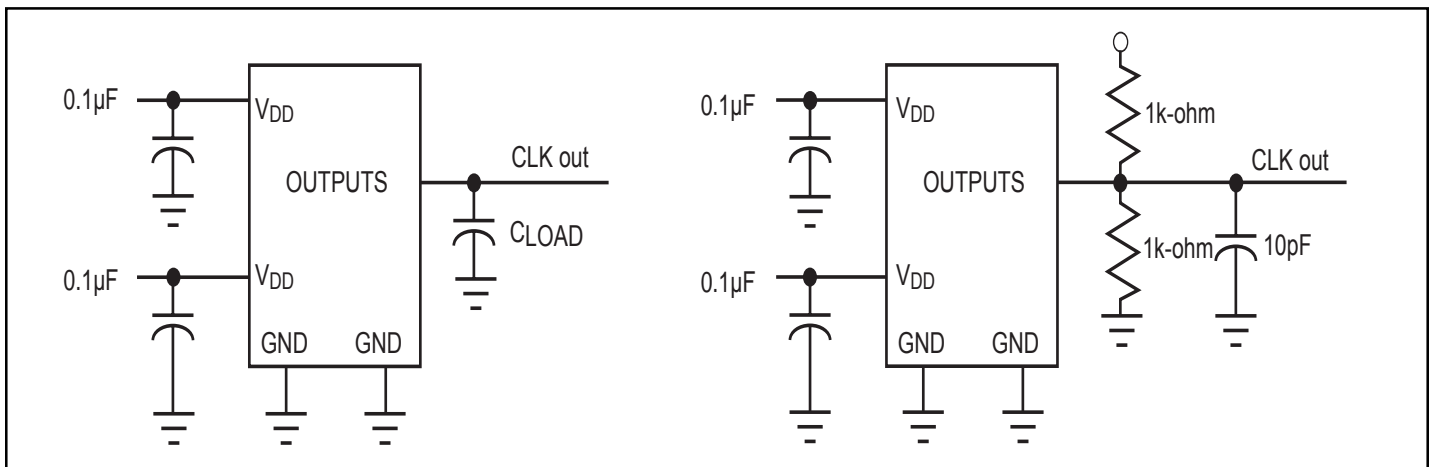 0.1µF
VDD
OUTPUTS
CLK out
CLOAD
0.1µF
VDD
GND GND
1k-ohm
0.1µF
VDD
OUTPUTS
CLK out
1k-ohm
10pF
0.1µF
VDD
GND GND